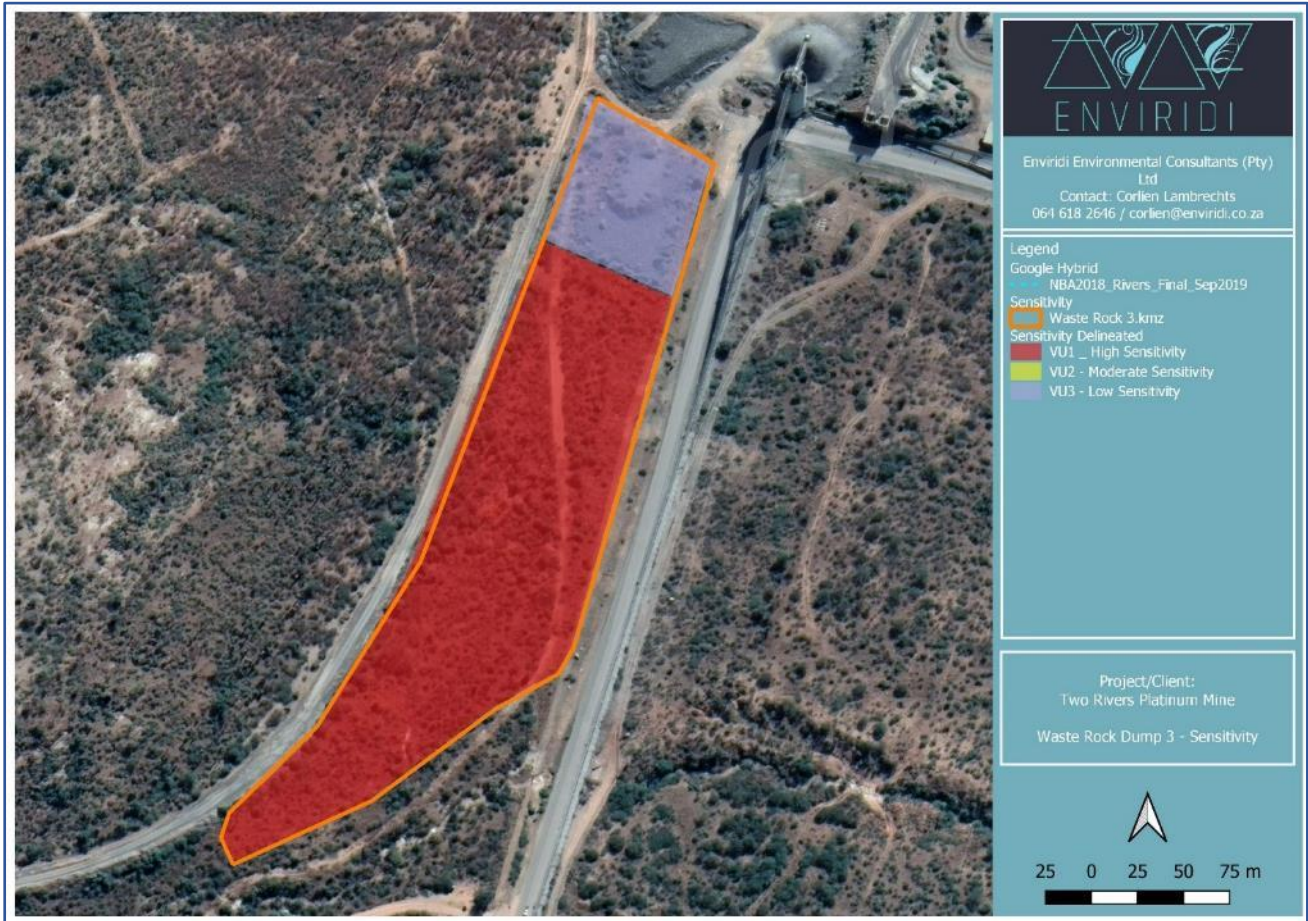 ENVIRIDI
Enviridi Environmental Consultants (Pty)
Ltd
Contact: Corlien Lambrechts
064 618 2646 / corlien@enviridi.co.za
Legend
Google Hybrid
NBA2018_Rivers_Final_Sep2019
Sensitivity
Waste Rock 3.kmz
Sensitivity Delineated
VU1 _ High Sensitivity
VU2 - Moderate Sensitivity
VU3 - Low Sensitivity
Project/Client:
Two Rivers Platinum Mine
Waste Rock Dump 3 - Sensitivity
25 0 25 50 75 m